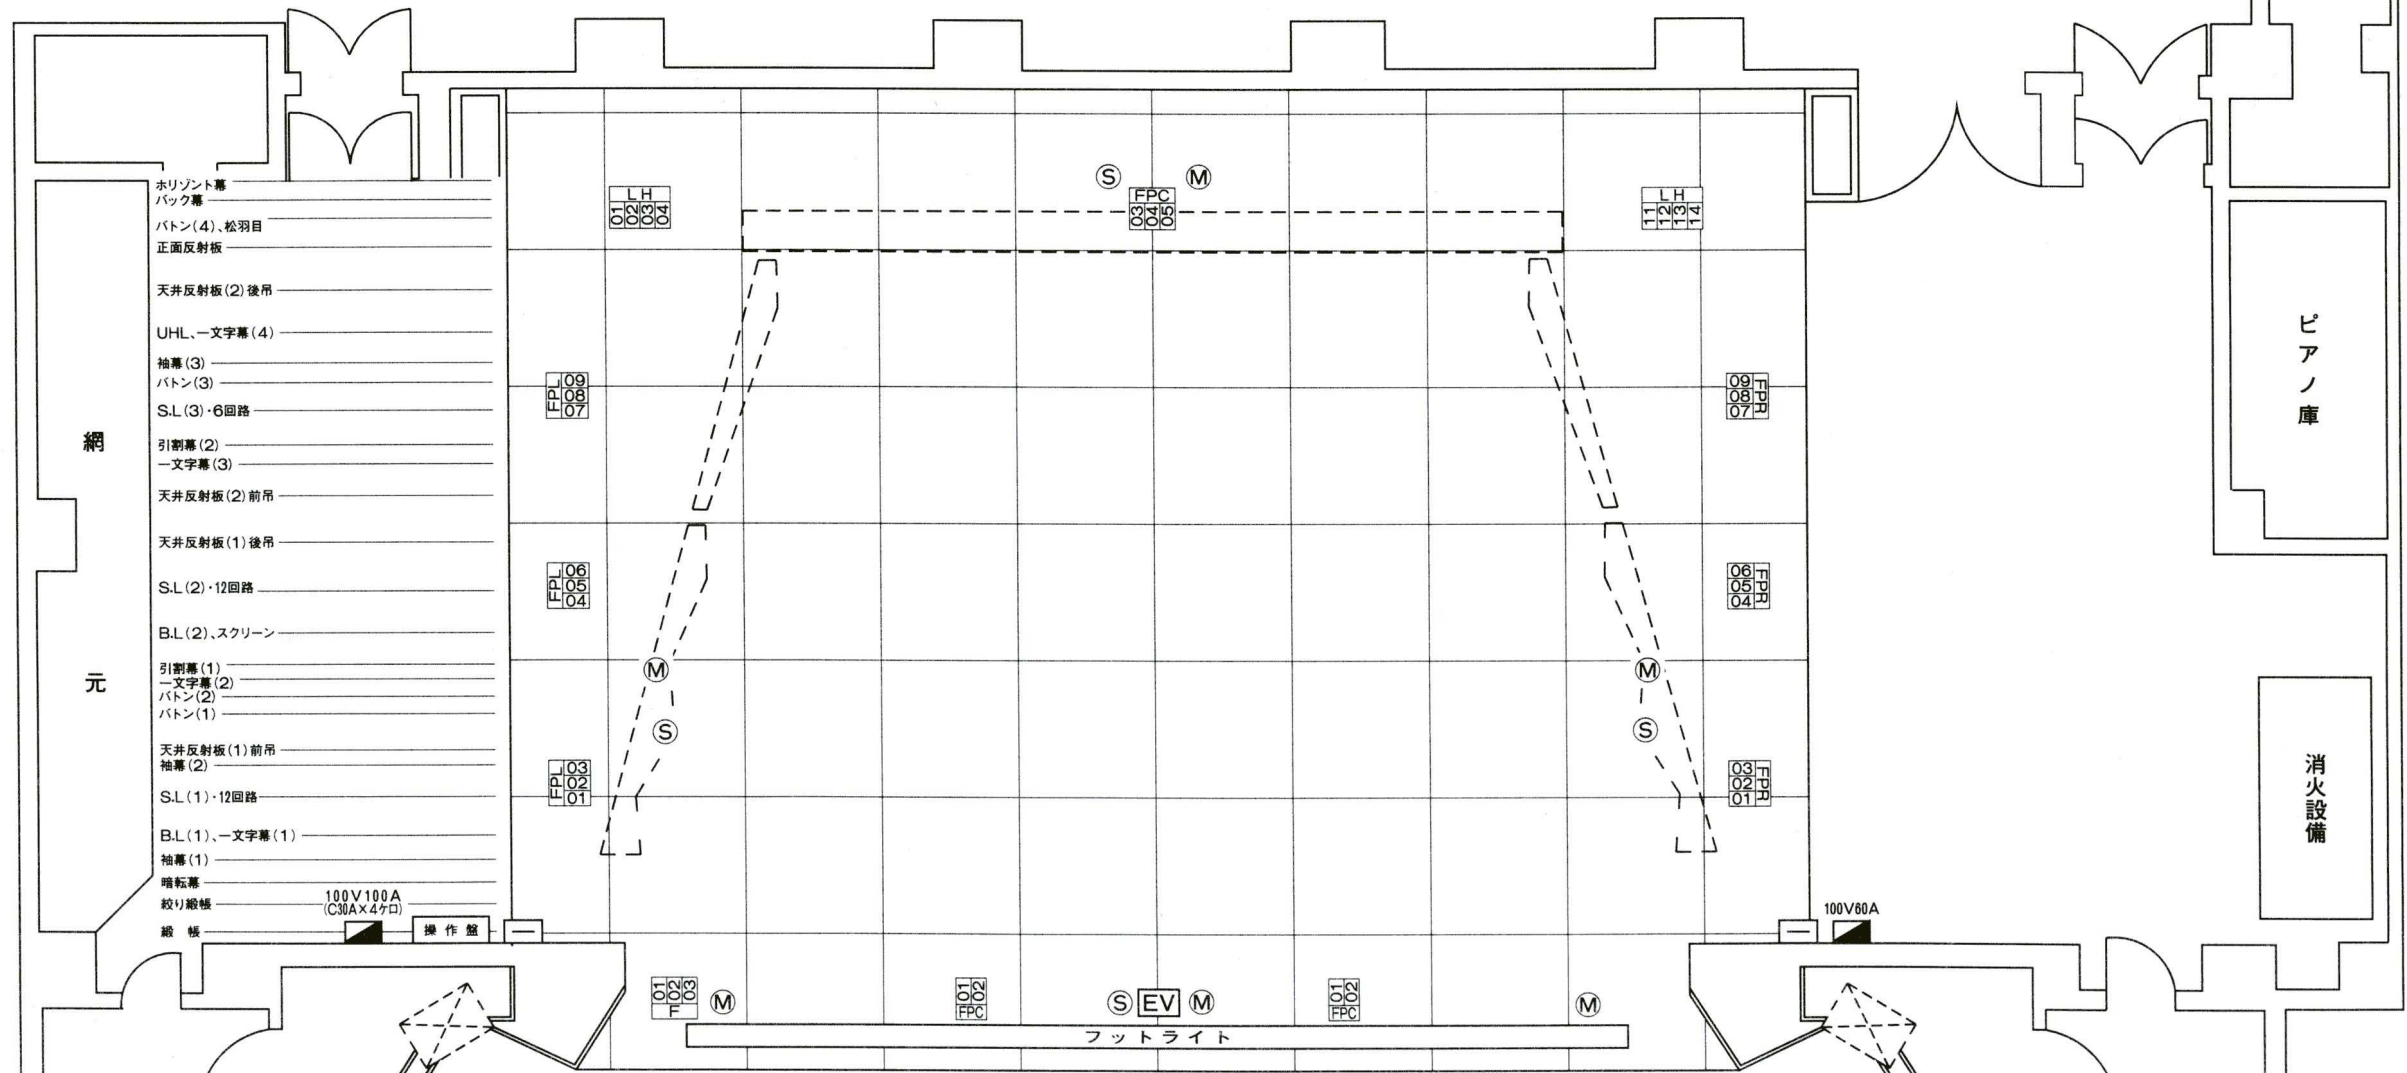 ホリゾント幕
バック幕
バトン(4)、松羽目
正面反射板
天井反射板(2)後吊
UHL、一文字幕(4)
袖幕(3)
バトン(3)
S.L(3)・6回路
引割幕(2)
一文字幕(3)
天井反射板(2)前吊
天井反射板(1)後吊
S.L(2)・12回路
B.L(2)、スクリーン
引割幕(1)
一文字幕(2)
バトン(2)
バトン(1)
天井反射板(1)前吊
袖幕(2)
S.L(1)・12回路
B.L(1)、一文字幕(1)
袖幕(1)
暗転幕
絞り緞帳
緞帳
網元
100V100A
(C30A×4ケロ)
操作盤
LH
01 02 03 04
S
M
FPC
03 04 05
LH
11 12 13 14
FPL
09
08
07
09
08
07
FPR
FPL
06
05
04
06
05
04
FPR
M
S
M
S
FPL
03
02
01
03
02
01
FPR
100V60A
01 02 03
F
M
01 02
FPC
S
EV
M
01 02
FPC
M
フットライト
ピアノ庫
消火設備